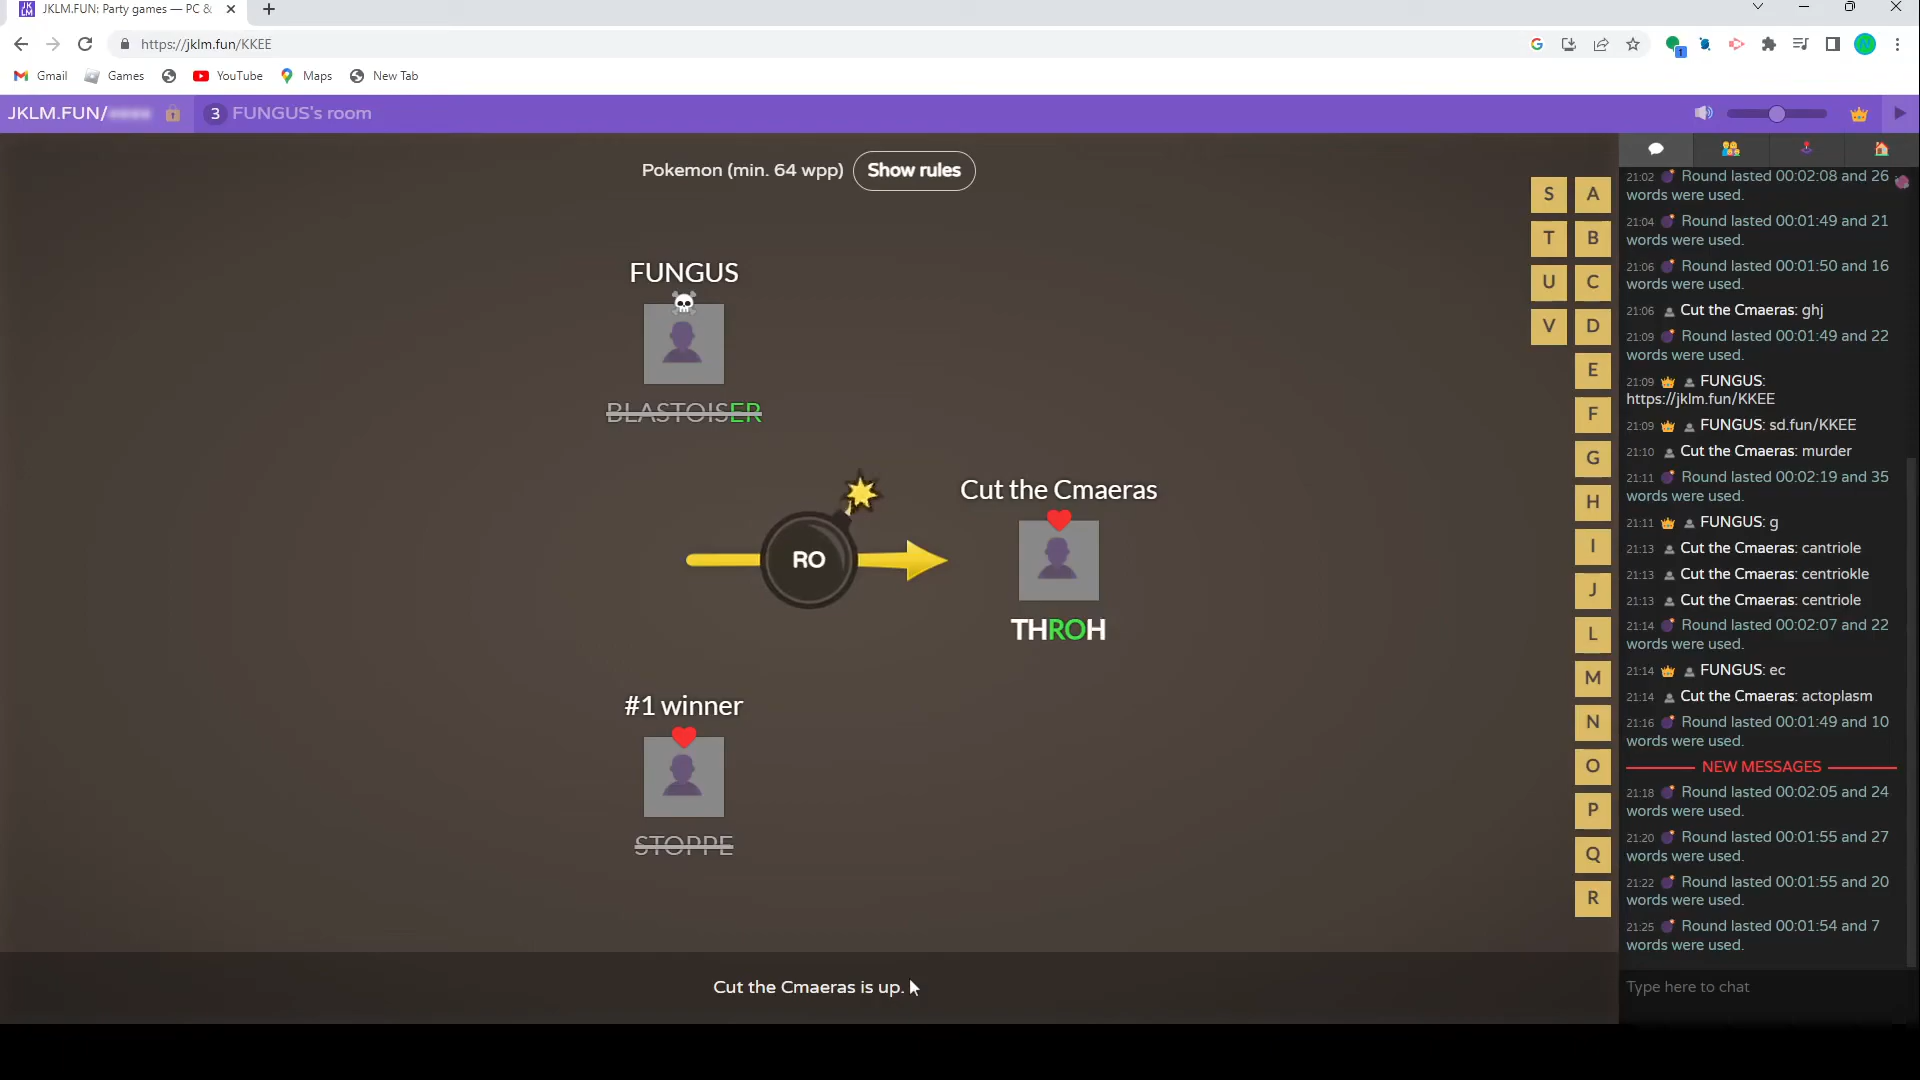 JKLM.FUN: Party games — PC &
https://jklm.fun/KKEE
1
Gmail
Games
YouTube
Maps
New Tab
JKLM.FUN/
3 FUNGUS's room
Pokemon (min. 64 wpp) Show rules
FUNGUS
BLASTOISER
RO
Cut the Cmaeras
THROH
#1 winner
STOPPE
Cut the Cmaeras is up.
S A
T B
U C
V D
E
F
G
H
I
J
L
M
N
O
P
Q
R
21:02 Round lasted 00:02:08 and 26
words were used.
21:04 Round lasted 00:01:49 and 21
words were used.
21:06 Round lasted 00:01:50 and 16
words were used.
21:06 Cut the Cmaeras: ghj
21:09 Round lasted 00:01:49 and 22
words were used.
21:09 FUNGUS:
https://jklm.fun/KKEE
21:09 FUNGUS: sd.fun/KKEE
21:10 Cut the Cmaeras: murder
21:11 Round lasted 00:02:19 and 35
words were used.
21:11 FUNGUS: g
21:13 Cut the Cmaeras: cantriole
21:13 Cut the Cmaeras: centriokle
21:13 Cut the Cmaeras: centriole
21:14 Round lasted 00:02:07 and 22
words were used.
21:14 FUNGUS: ec
21:14 Cut the Cmaeras: actoplasm
21:16 Round lasted 00:01:49 and 10
words were used.
NEW MESSAGES
21:18 Round lasted 00:02:05 and 24
words were used.
21:20 Round lasted 00:01:55 and 27
words were used.
21:22 Round lasted 00:01:55 and 20
words were used.
21:25 Round lasted 00:01:54 and 7
words were used.
Type here to chat